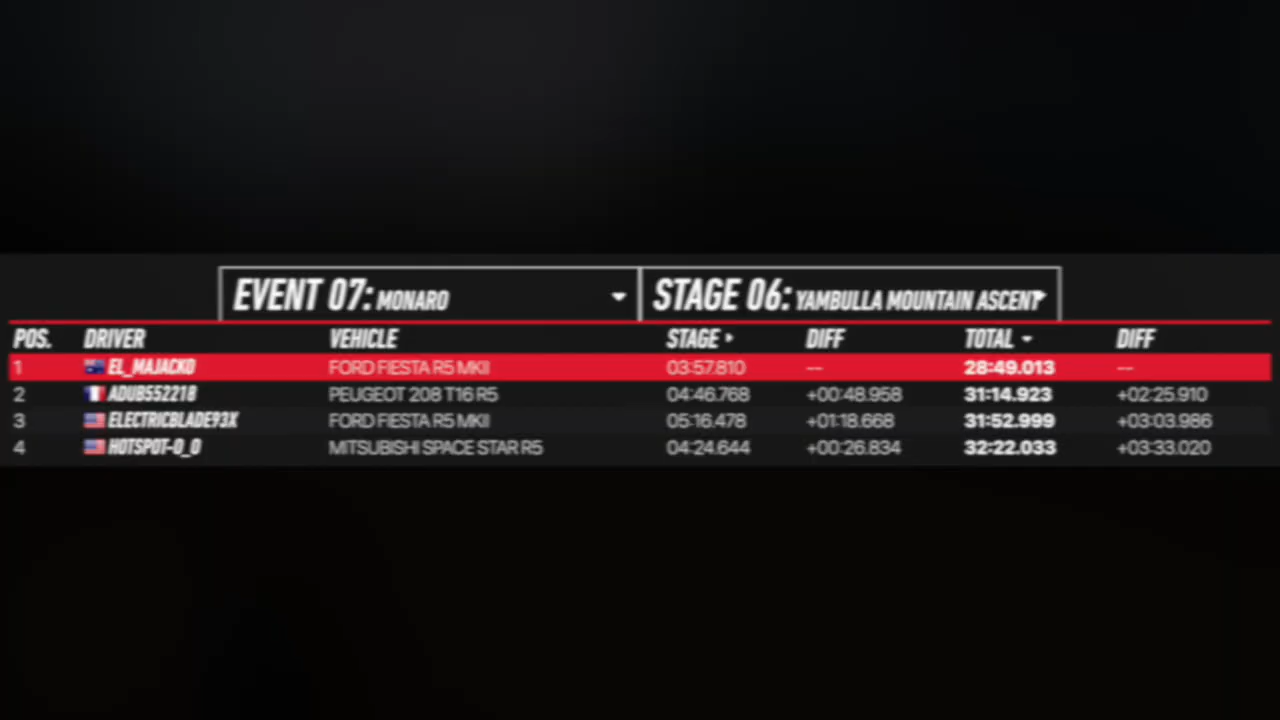 EVENT 07: MONARO STAGE 06: YAMBULLA MOUNTAIN ASCENT
POS. DRIVER VEHICLE STAGE DIFF TOTAL DIFF
1 EL_MAJACKO FORD FIESTA R5 MKII 03:57.810 -- 28:49.013 --
2 ADUB552218 PEUGEOT 208 T16 R5 04:46.768 +00:48.958 31:14.923 +02:25.910
3 ELECTRICBLADE93X FORD FIESTA R5 MKII 05:16.478 +01:18.668 31:52.999 +03:03.986
4 HOTSPOT-0_0 MITSUBISHI SPACE STAR R5 04:24.644 +00:26.834 32:22.033 +03:33.020